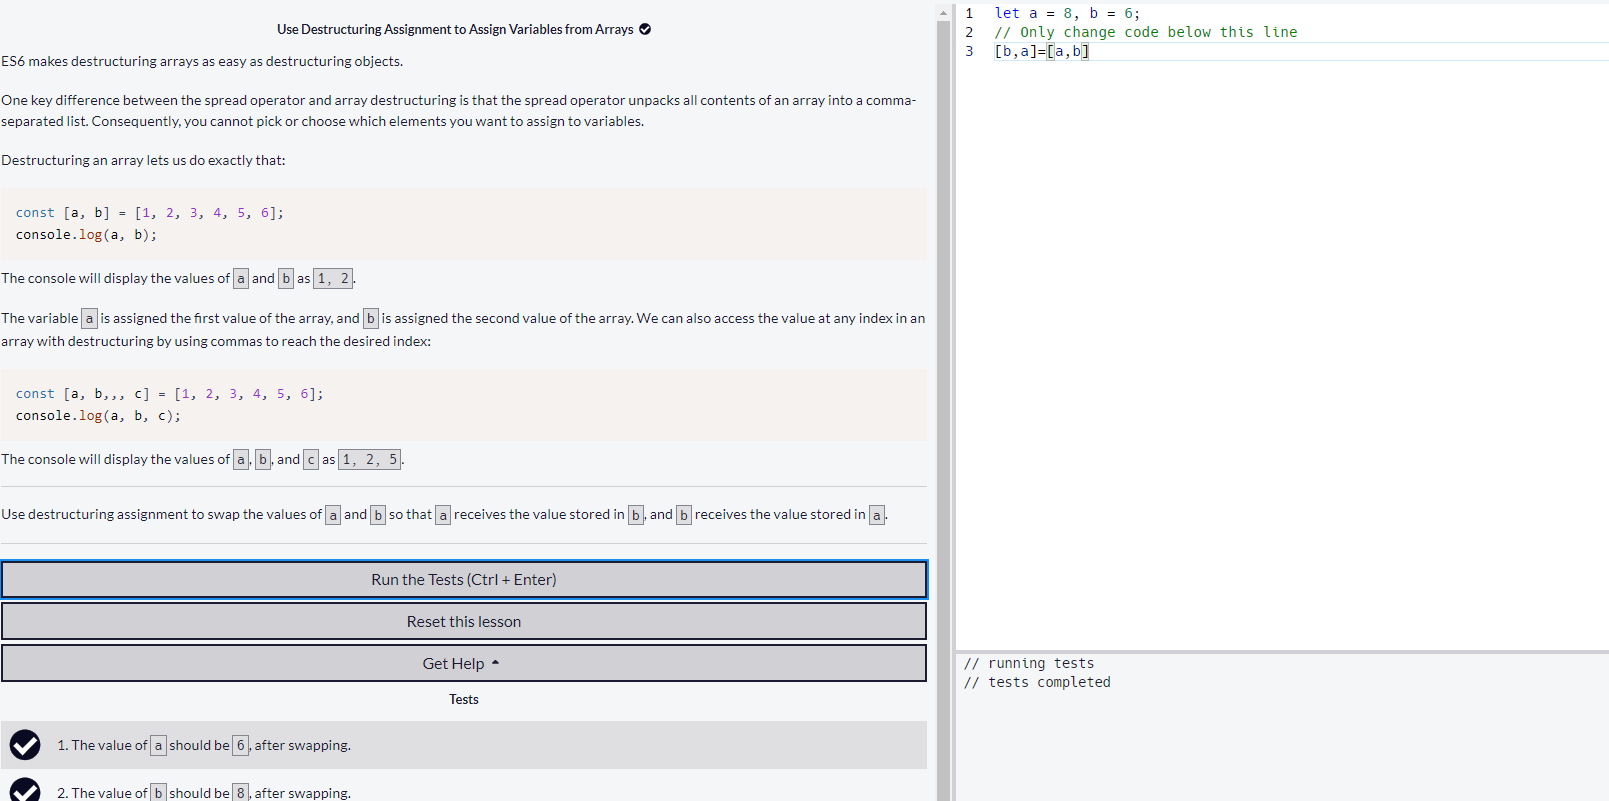 Use Destructuring Assignment to Assign Variables from Arrays
ES6 makes destructuring arrays as easy as destructuring objects.
One key difference between the spread operator and array destructuring is that the spread operator unpacks all contents of an array into a comma-
separated list. Consequently, you cannot pick or choose which elements you want to assign to variables.
Destructuring an array lets us do exactly that:
const [a, b] = [1, 2, 3, 4, 5, 6];
console.log(a, b);
The console will display the values of a and b as 1, 2.
The variable a is assigned the first value of the array, and b is assigned the second value of the array. We can also access the value at any index in an
array with destructuring by using commas to reach the desired index:
const [a, b,,, c] = [1, 2, 3, 4, 5, 6];
console.log(a, b, c);
The console will display the values of a, b, and c as 1, 2, 5.
Use destructuring assignment to swap the values of a and b so that a receives the value stored in b, and b receives the value stored in a.
Run the Tests (Ctrl + Enter)
Reset this lesson
Get Help
Tests
1. The value of a should be 6, after swapping.
2. The value of b should be 8, after swapping.
1 let a = 8, b = 6;
2 // Only change code below this line
3 [b,a]=[a,b]
// running tests
// tests completed